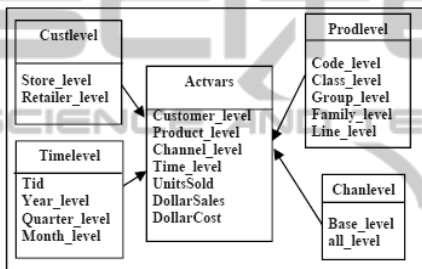 Custlevel
Store_level
Retailer_level
Timelevel
Tid
Year_level
Quarter_level
Month_level
Actvars
Customer_level
Product_level
Channel_level
Time_level
UnitsSold
DollarSales
DollarCost
Prodlevel
Code_level
Class_level
Group_level
Family_level
Line_level
Chanlevel
Base_level
all_level